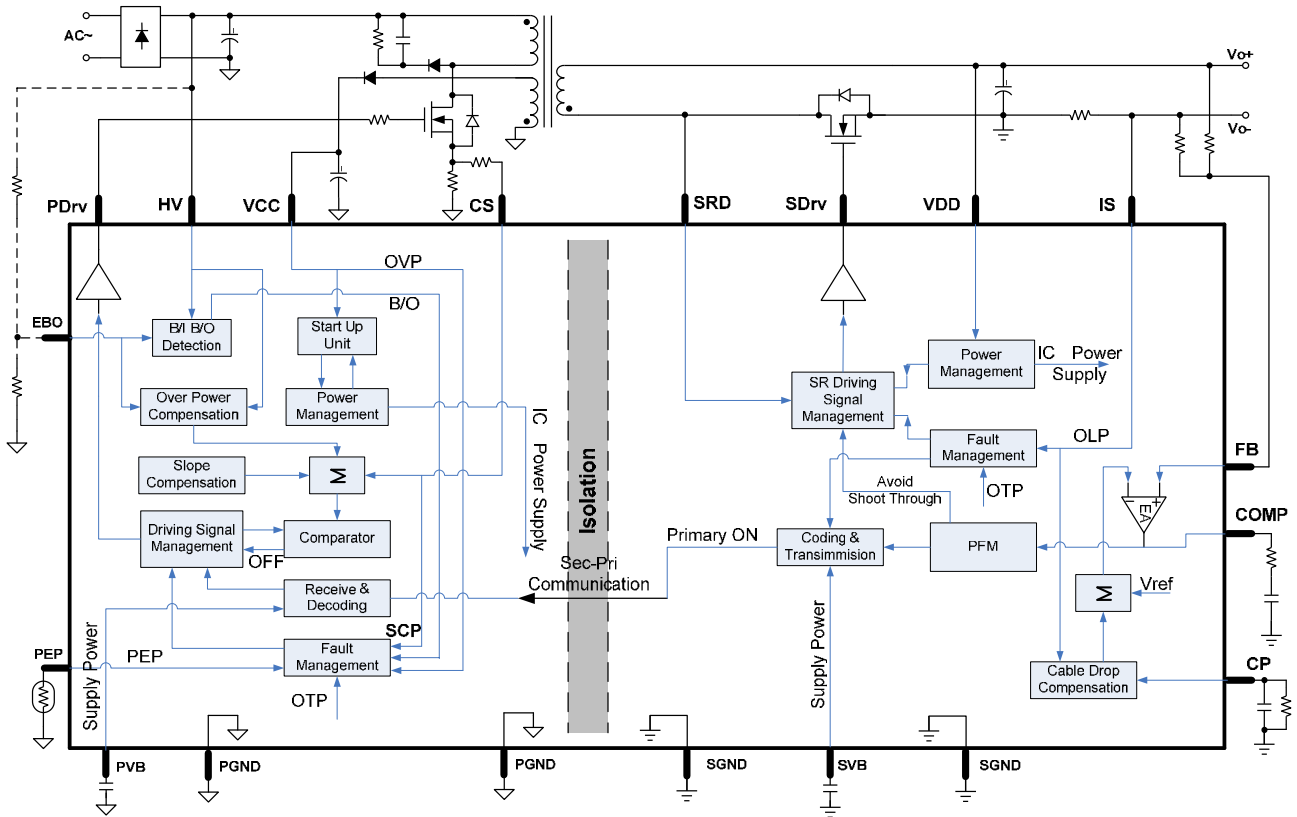 AC~
Vo+
Vo-
PDrv
HV
VCC
CS
SRD
SDrv
VDD
IS
OVP
B/O
EBO
B/I B/O
Detection
Start Up
Unit
Power
Management
IC Power
Supply
Over Power
Compensation
Power
Management
SR Driving
Signal
Management
IC Power Supply
Isolation
Fault
Management
OLP
FB
Slope
Compensation
M
Avoid
Shoot Through
OTP
+
EA
COMP
Driving Signal
Management
Comparator
OFF
Primary ON
Coding &
Transimmision
PFM
Sec-Pri
Communication
Receive &
Decoding
M
Vref
SCP
PEP
PEP
Fault
Management
Supply Power
Supply Power
CP
Cable Drop
Compensation
OTP
PVB
PGND
PGND
SGND
SVB
SGND